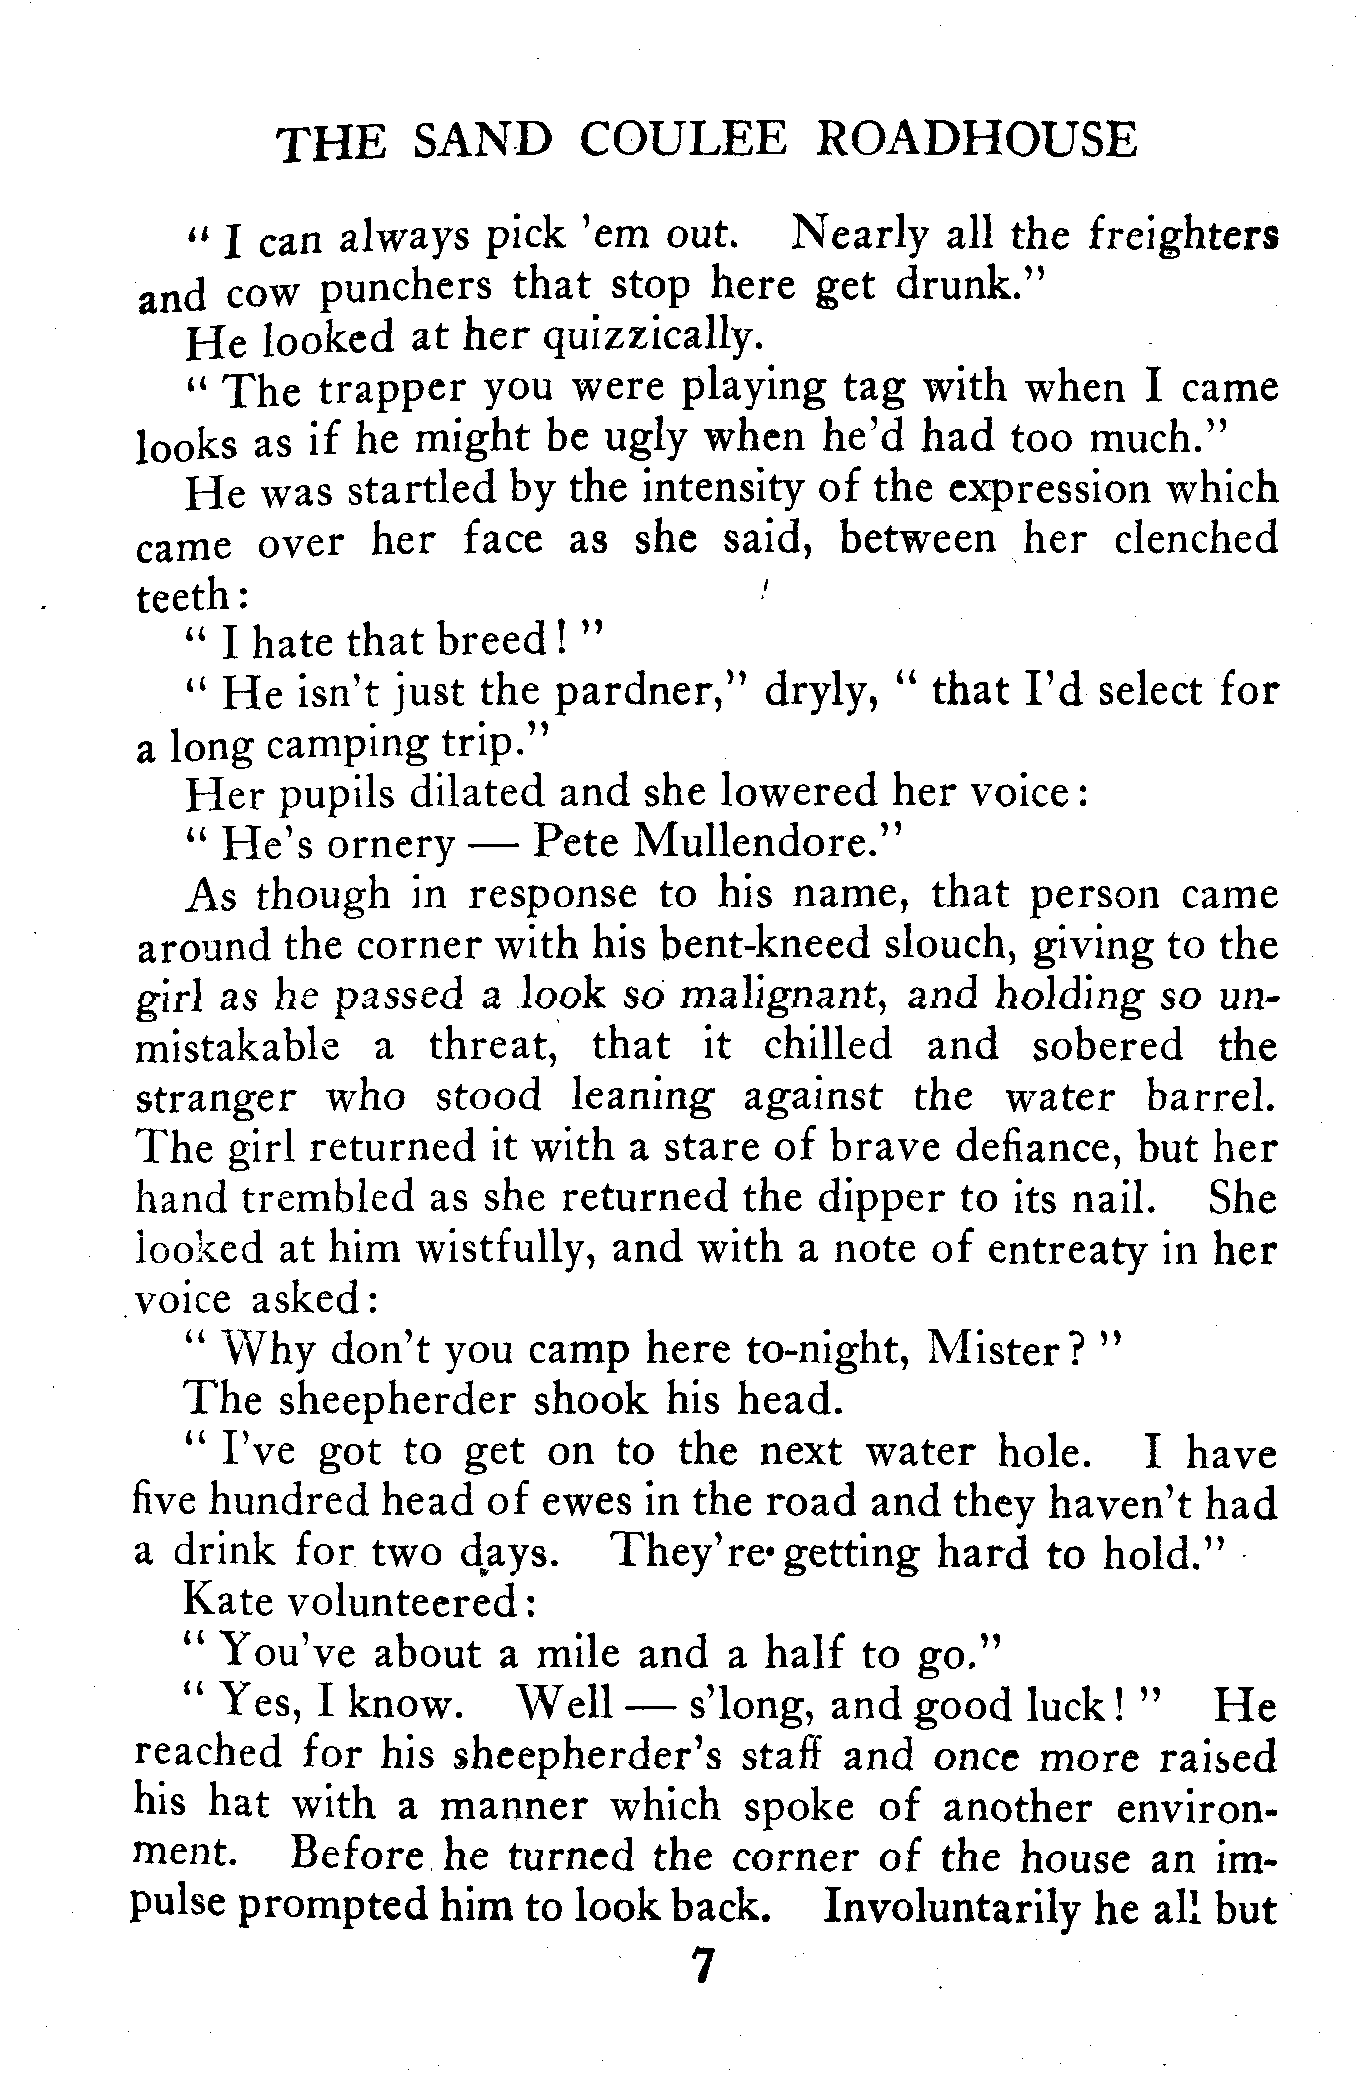 THE SAND COULEE ROADHOUSE
“ I can always pick ’em out. Nearly all the freighters
and cow punchers that stop here get drunk.”
He looked at her quizzically.
“ The trapper you were playing tag with when I came
looks as if he might be ugly when he’d had too much.”
He was startled by the intensity of the expression which
came over her face as she said, between her clenched
teeth:
“ I hate that breed! ”
“ He isn’t just the pardner,” dryly, “ that I’d select for
a long camping trip.”
Her pupils dilated and she lowered her voice:
“ He’s ornery — Pete Mullendore.”
As though in response to his name, that person came
around the corner with his bent-kneed slouch, giving to the
girl as he passed a look so malignant, and holding so un-
mistakable a threat, that it chilled and sobered the
stranger who stood leaning against the water barrel.
The girl returned it with a stare of brave defiance, but her
hand trembled as she returned the dipper to its nail. She
looked at him wistfully, and with a note of entreaty in her
voice asked:
“ Why don’t you camp here to-night, Mister? ”
The sheepherder shook his head.
“ I’ve got to get on to the next water hole. I have
five hundred head of ewes in the road and they haven’t had
a drink for two days. They’re getting hard to hold.”
Kate volunteered:
“ You’ve about a mile and a half to go.”
“ Yes, I know. Well — s’long, and good luck! ” He
reached for his sheepherder’s staff and once more raised
his hat with a manner which spoke of another environ-
ment. Before he turned the corner of the house an im-
pulse prompted him to look back. Involuntarily he all but
7